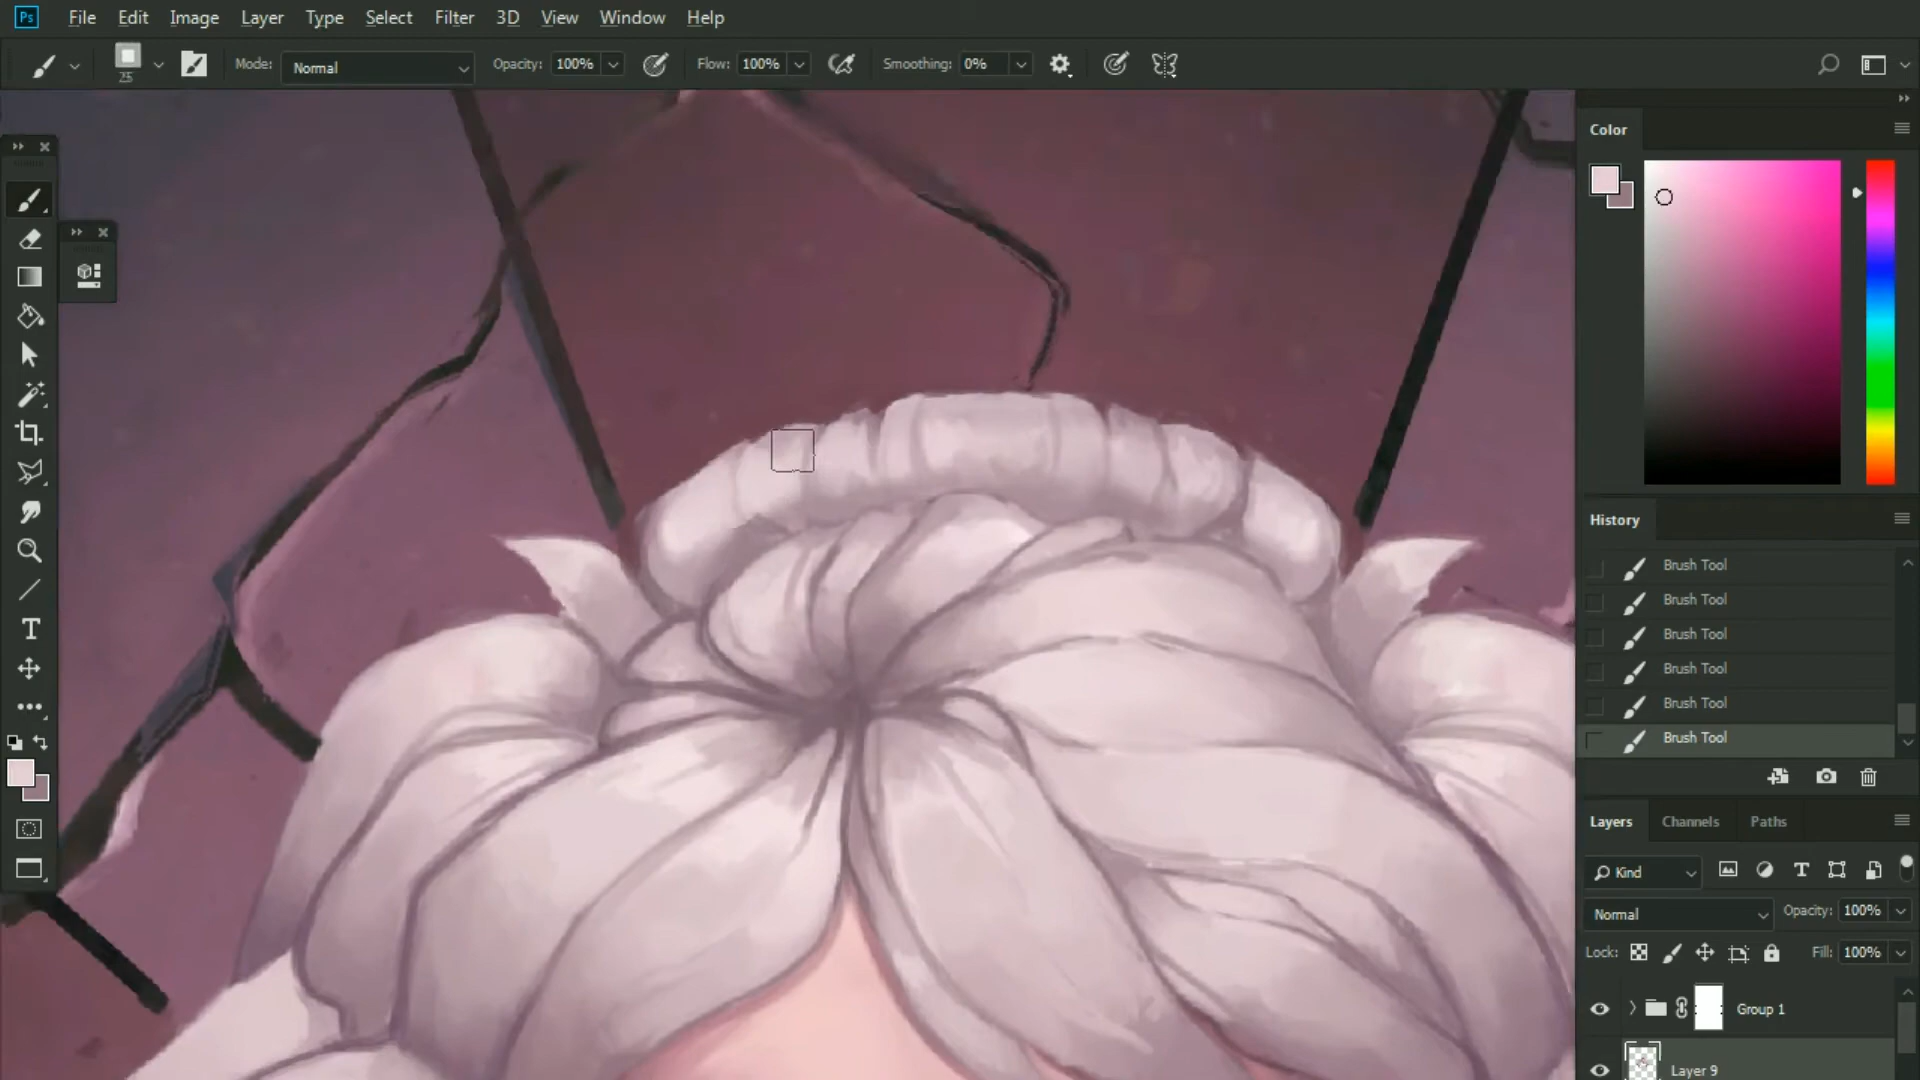 Ps File Edit Image Layer Type Select Filter 3D View Window Help
25 Mode: Normal Opacity: 100% Flow: 100% Smoothing: 0%
Color
History
Brush Tool
Brush Tool
Brush Tool
Brush Tool
Brush Tool
Brush Tool
Layers Channels Paths
Kind
Normal Opacity: 100%
Lock: Fill: 100%
Group 1
Layer 9